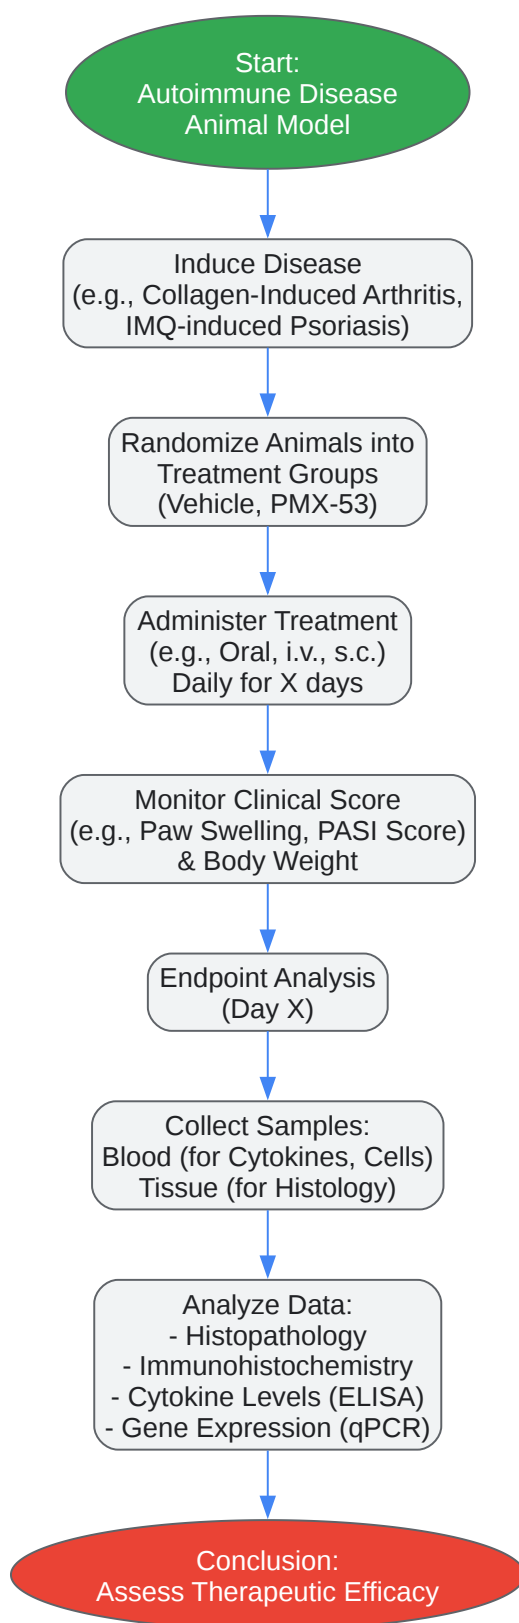 Start:
Autoimmune Disease
Animal Model
Induce Disease
(e.g., Collagen-Induced Arthritis,
IMQ-induced Psoriasis)
Randomize Animals into
Treatment Groups
(Vehicle, PMX-53)
Administer Treatment
(e.g., Oral, i.v., s.c.)
Daily for X days
Monitor Clinical Score
(e.g., Paw Swelling, PASI Score)
& Body Weight
Endpoint Analysis
(Day X)
Collect Samples:
Blood (for Cytokines, Cells)
Tissue (for Histology)
Analyze Data:
- Histopathology
- Immunohistochemistry
- Cytokine Levels (ELISA)
- Gene Expression (qPCR)
Conclusion:
Assess Therapeutic Efficacy